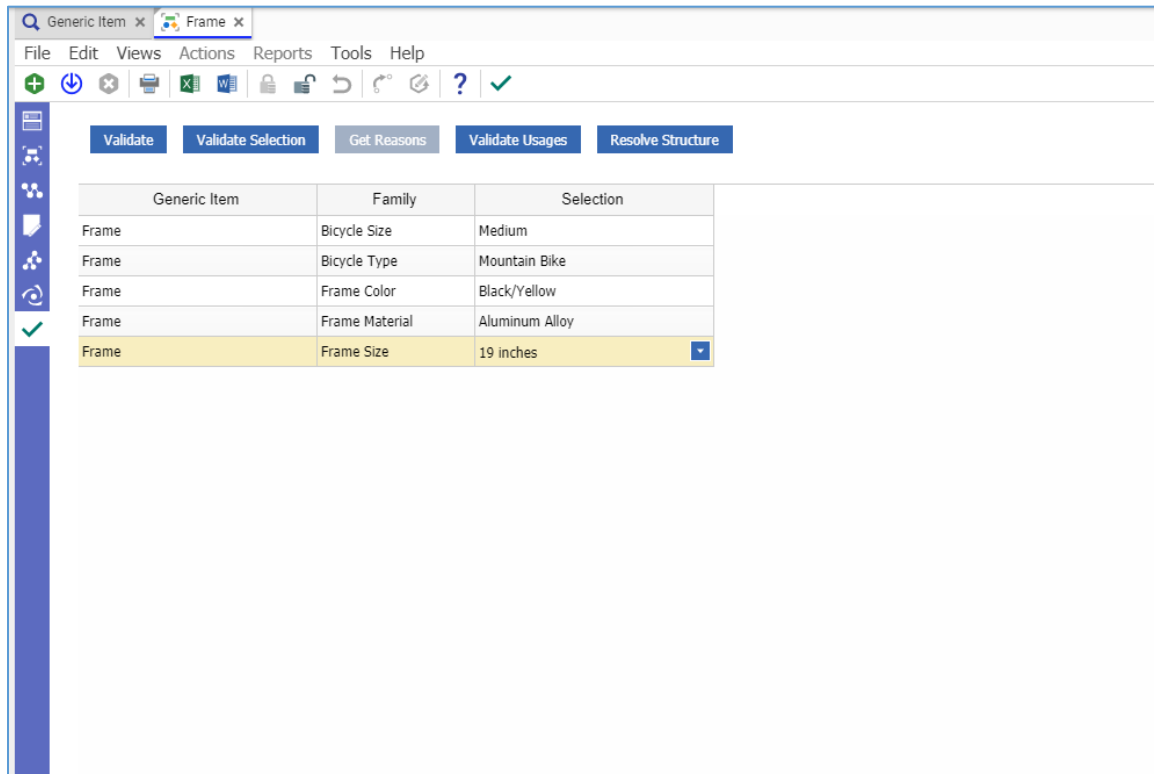 Generic Item Frame
File Edit Views Actions Reports Tools Help
Validate Validate Selection Get Reasons Validate Usages Resolve Structure
Generic Item Family Selection
Frame Bicycle Size Medium
Frame Bicycle Type Mountain Bike
Frame Frame Color Black/Yellow
Frame Frame Material Aluminum Alloy
Frame Frame Size 19 inches